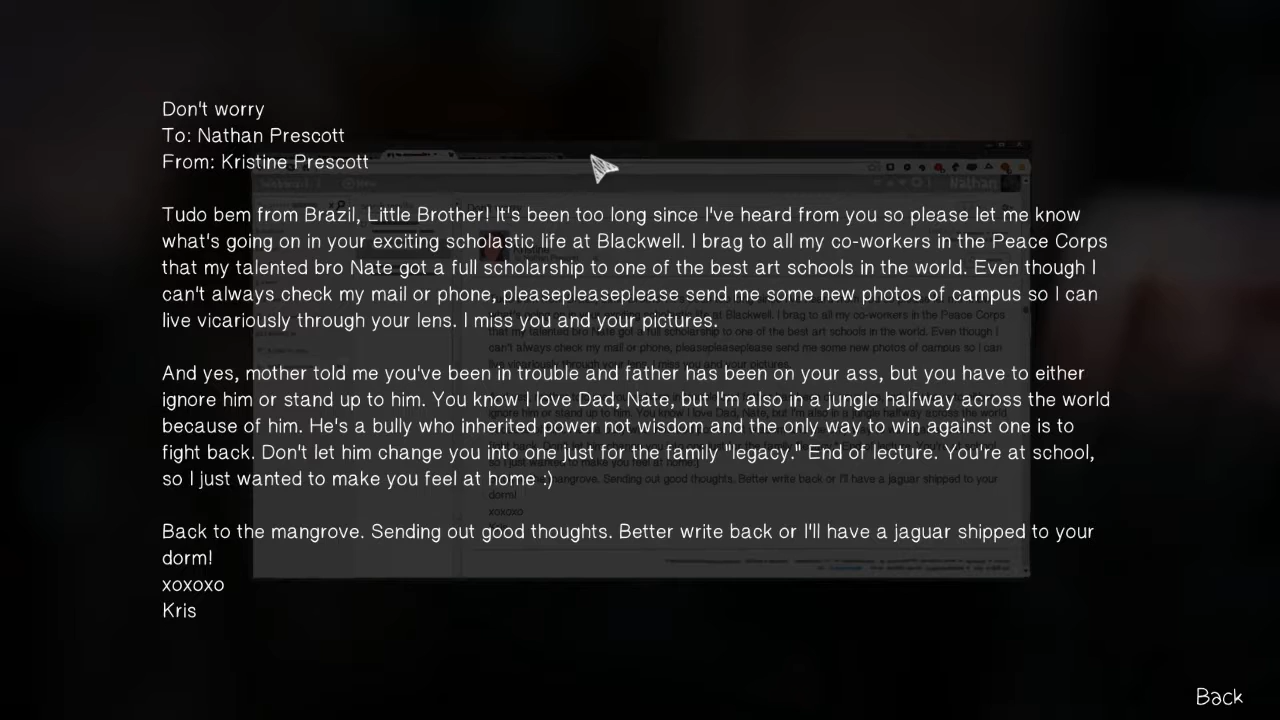 Don't worry
To: Nathan Prescott
From: Kristine Prescott
Tudo bem from Brazil, Little Brother! It's been too long since I've heard from you so please let me know
what's going on in your exciting scholastic life at Blackwell. I brag to all my co-workers in the Peace Corps
that my talented bro Nate got a full scholarship to one of the best art schools in the world. Even though I
can't always check my mail or phone, pleasepleaseplease send me some new photos of campus so I can
live vicariously through your lens. I miss you and your pictures.
And yes, mother told me you've been in trouble and father has been on your ass, but you have to either
ignore him or stand up to him. You know I love Dad, Nate, but I'm also in a jungle halfway across the world
because of him. He's a bully who inherited power not wisdom and the only way to win against one is to
fight back. Don't let him change you into one just for the family "legacy." End of lecture. You're at school,
so I just wanted to make you feel at home :)
Back to the mangrove. Sending out good thoughts. Better write back or I'll have a jaguar shipped to your
dorm!
xoxoxo
Kris
Back